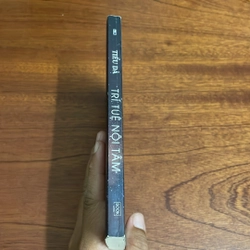 TIỂU DÃ
TRÍ TUỆ NỘI TÂM